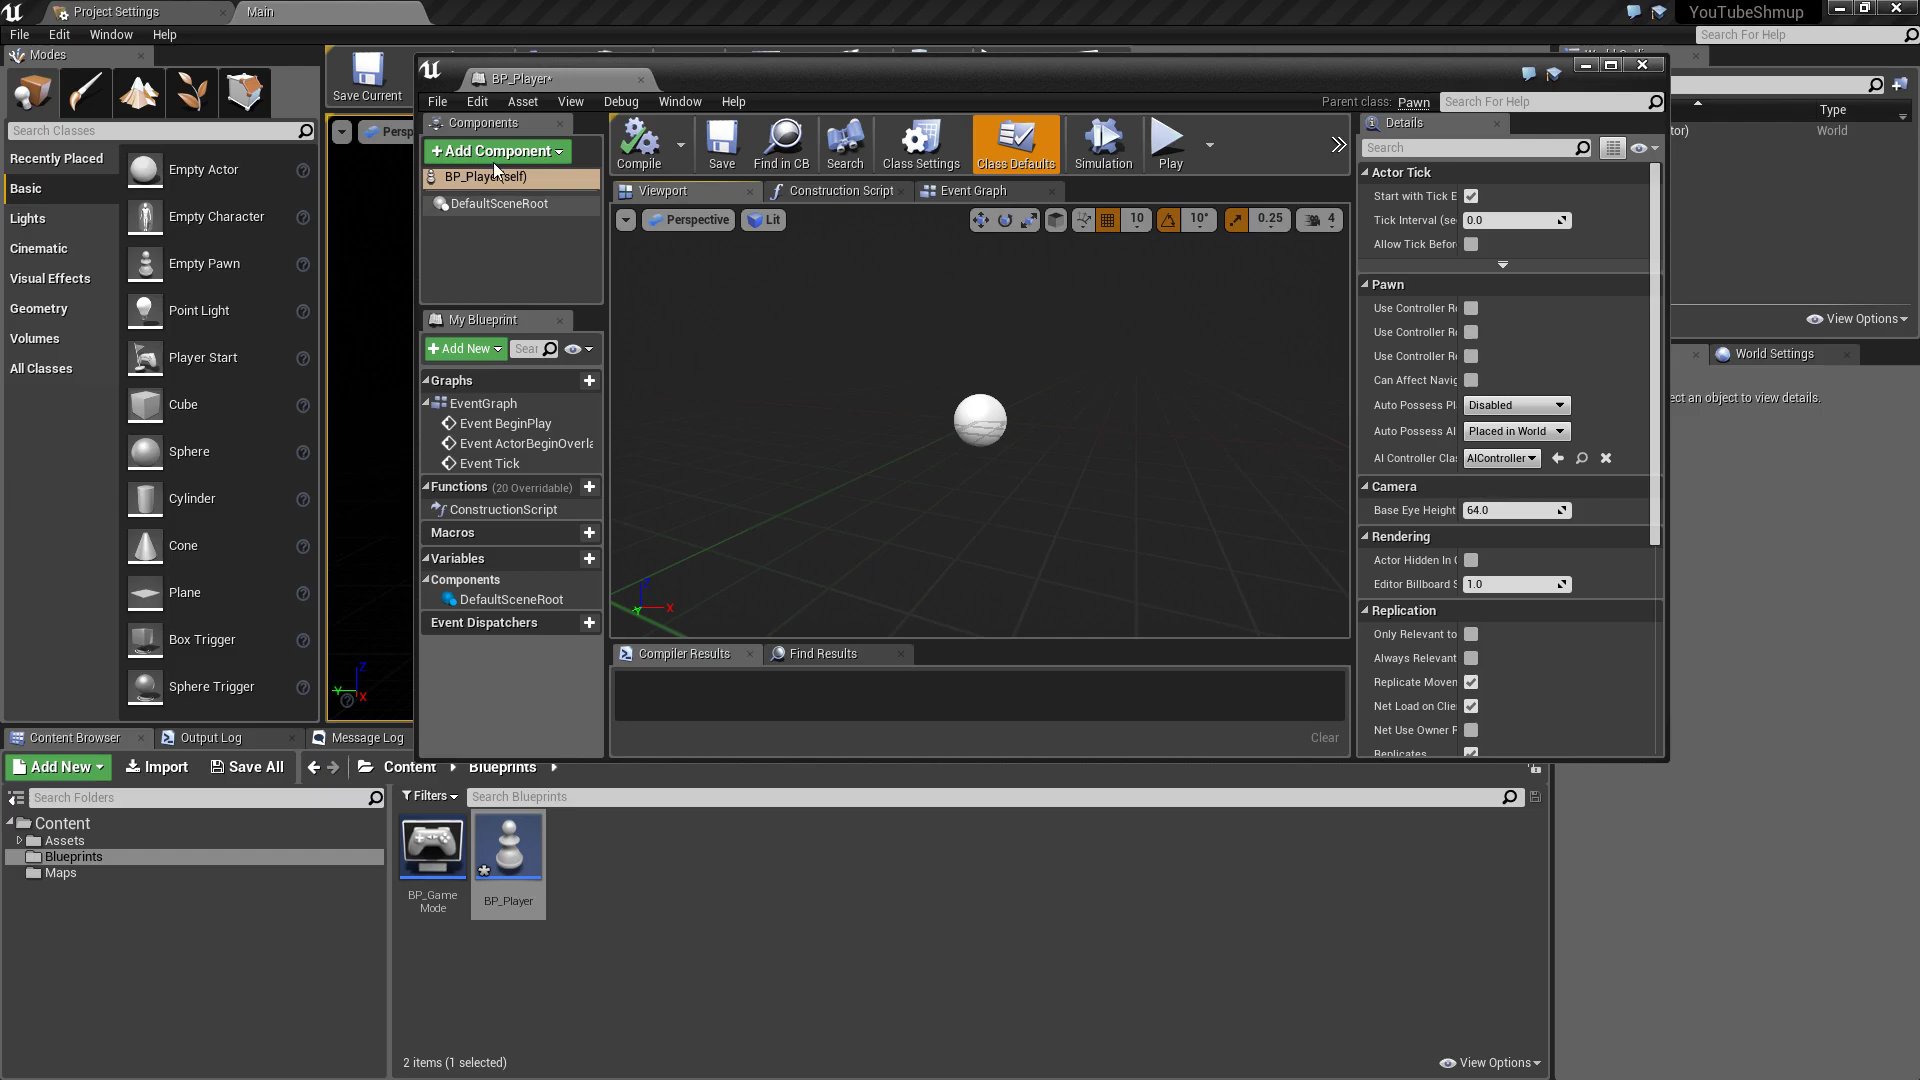 Project Settings
Main
YouTubeShmup
File Edit Window Help
Search For Help
Modes
Save Current
Search Classes
Recently Placed
Basic
Lights
Cinematic
Visual Effects
Geometry
Volumes
All Classes
Empty Actor
Empty Character
Empty Pawn
Point Light
Player Start
Cube
Sphere
Cylinder
Cone
Plane
Box Trigger
Sphere Trigger
Persp
BP_Player*
File Edit Asset View Debug Window Help
Parent class: Pawn
Search For Help
Components
+Add Component
BP_Player(self)
DefaultSceneRoot
My Blueprint
+Add New
Sear
Graphs
EventGraph
Event BeginPlay
Event ActorBeginOverla
Event Tick
Functions (20 Overridable)
ConstructionScript
Macros
Variables
Components
DefaultSceneRoot
Event Dispatchers
Compile
Save
Find in CB
Search
Class Settings
Class Defaults
Simulation
Play
Viewport
Construction Script
Event Graph
Perspective
Lit
10
10°
0.25
4
Z
X
Y
Compiler Results
Find Results
Clear
Details
Search
Actor Tick
Start with Tick E
Tick Interval (se 0.0
Allow Tick Befor
Pawn
Use Controller Ro
Use Controller Ro
Use Controller Ro
Can Affect Navig
Auto Possess Pl Disabled
Auto Possess AI Placed in World
AI Controller Cla AIController
Camera
Base Eye Height 64.0
Rendering
Actor Hidden In G
Editor Billboard S 1.0
Replication
Only Relevant to
Always Relevant
Replicate Movem
Net Load on Clie
Net Use Owner R
Replicates
Type
tor) World
View Options
World Settings
ect an object to view details.
Z
Y
X
Content Browser
Output Log
Message Log
Add New
Import
Save All
Content
Blueprints
Search Folders
Filters
Search Blueprints
Content
Assets
Blueprints
Maps
BP_Game
Mode
BP_Player
2 items (1 selected)
View Options